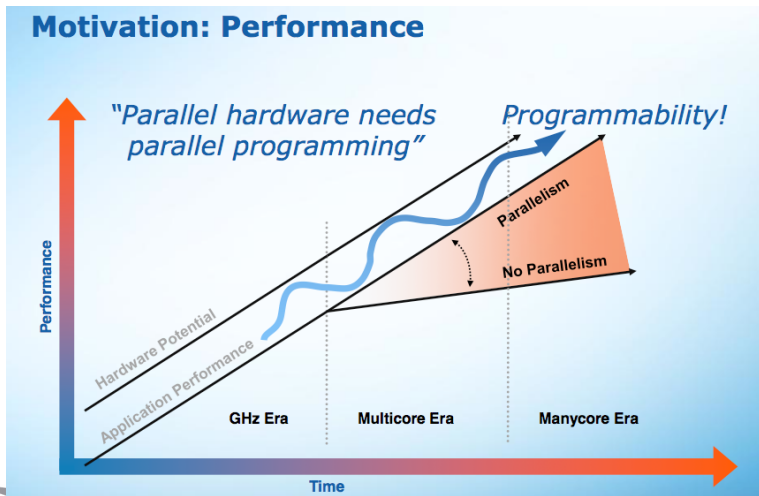 Motivation: Performance
“Parallel hardware needs
parallel programming”
Programmability!
Performance
Hardware Potential
Application Performance
Parallelism
No Parallelism
GHz Era
Multicore Era
Manycore Era
Time